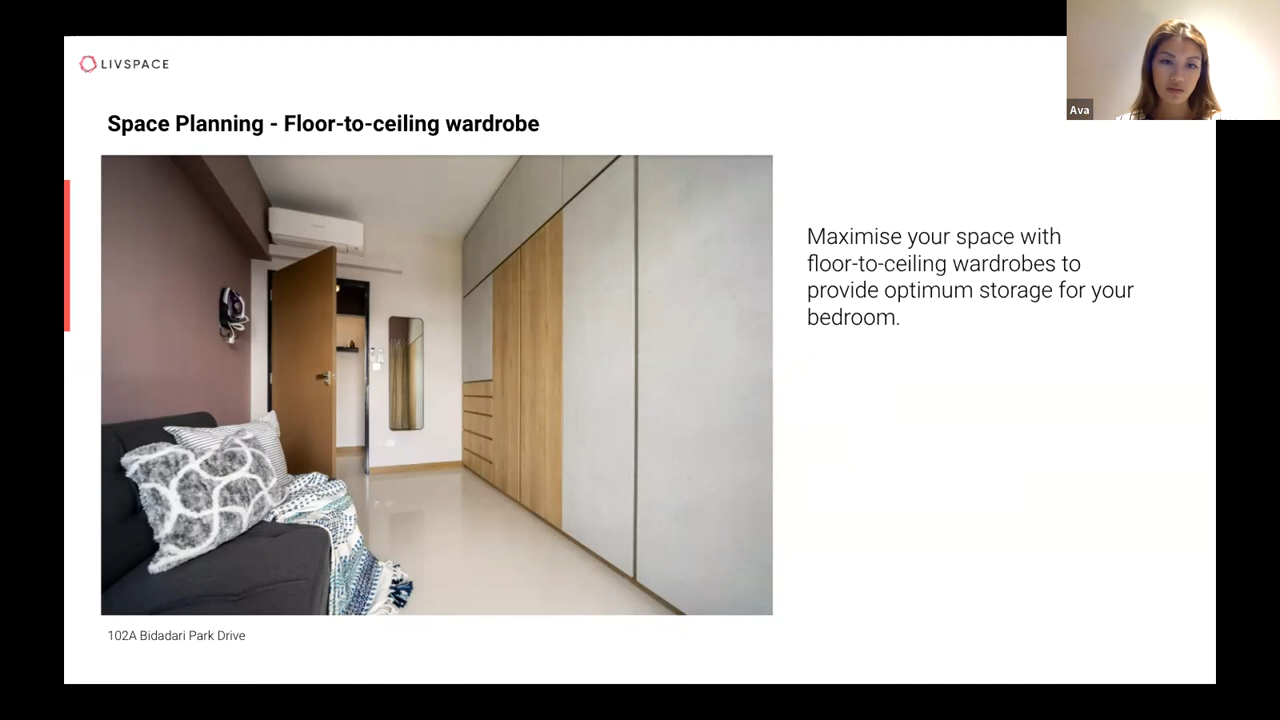 LIVSPACE
Ava
Space Planning - Floor-to-ceiling wardrobe
Maximise your space with
floor-to-ceiling wardrobes to
provide optimum storage for your
bedroom.
102A Bidadari Park Drive